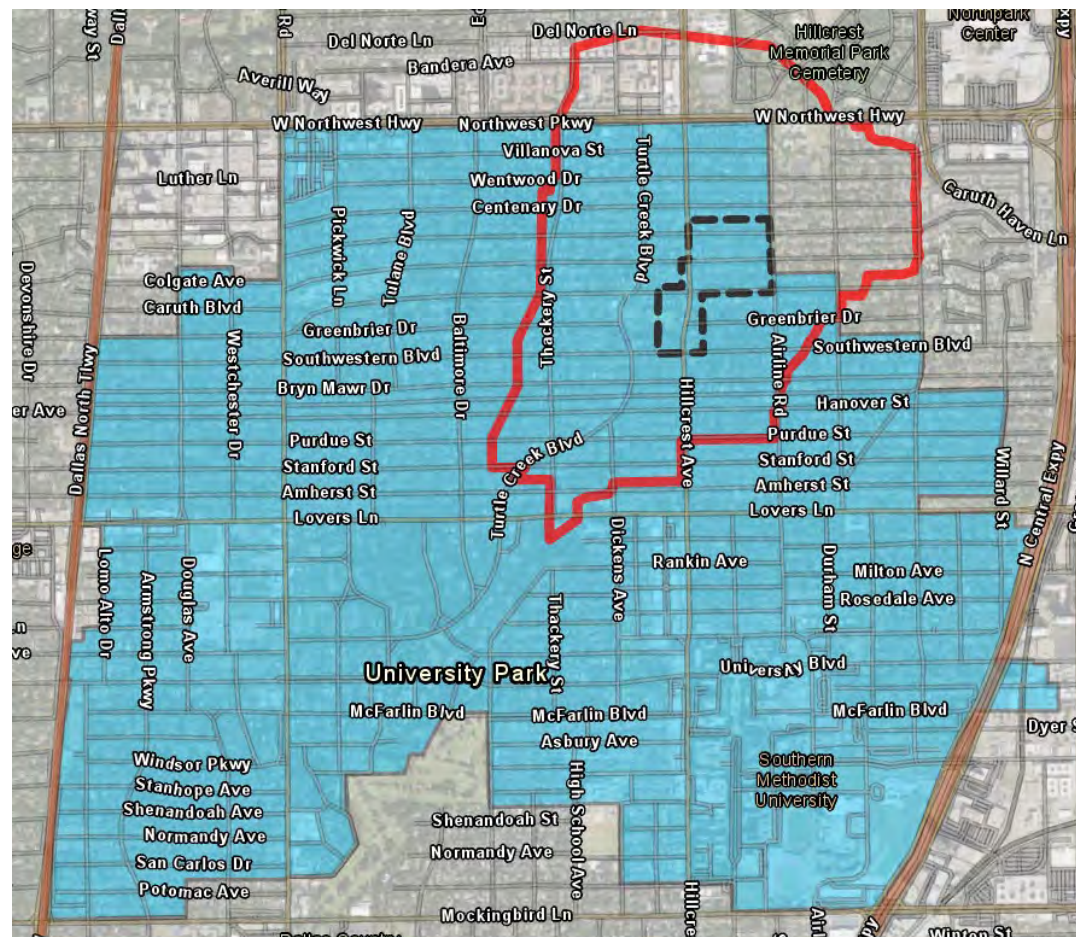 Northpark
Center
Rd
Expy
Hillcrest
Memorial Park
Cemetery
Del Norte Ln
Del Norte Ln
Bandera Ave
Averill Way
W Northwest Hwy
Northwest Pkwy
W Northwest Hwy
Villanova St
Turtle Creek Blvd
Luther Ln
Wentwood Dr
Centenary Dr
Caruth Haven Ln
Pickwick Ln
Tulane Blvd
Devonshire Dr
Colgate Ave
Caruth Blvd
Thackery St
Greenbrier Dr
Greenbrier Dr
Westchester Dr
Baltimore Dr
Southwestern Blvd
Southwestern Blvd
Airline Rd
Bryn Mawr Dr
Hillcrest Ave
Hanover St
er Ave
Dallas North Tlwy
Purdue St
Purdue St
Turtle Creek Blvd
Stanford St
Stanford St
Willard St
Amherst St
Amherst St
Lovers Ln
Lovers Ln
Dickens Ave
N Central Expy
Lomo Alto Dr
Armstrong Pkwy
Douglas Ave
Rankin Ave
Durham St
Milton Ave
Rosedale Ave
Thackery St
University Park
University Blvd
McFarlin Blvd
McFarlin Blvd
McFarlin Blvd
Asbury Ave
Windsor Pkwy
Stanhope Ave
Shenandoah Ave
Normandy Ave
San Carlos Dr
Potomac Ave
Southern
Methodist
University
High School Ave
Shenandoah St
Normandy Ave
Mockingbird Ln
Hillcre
Winton St